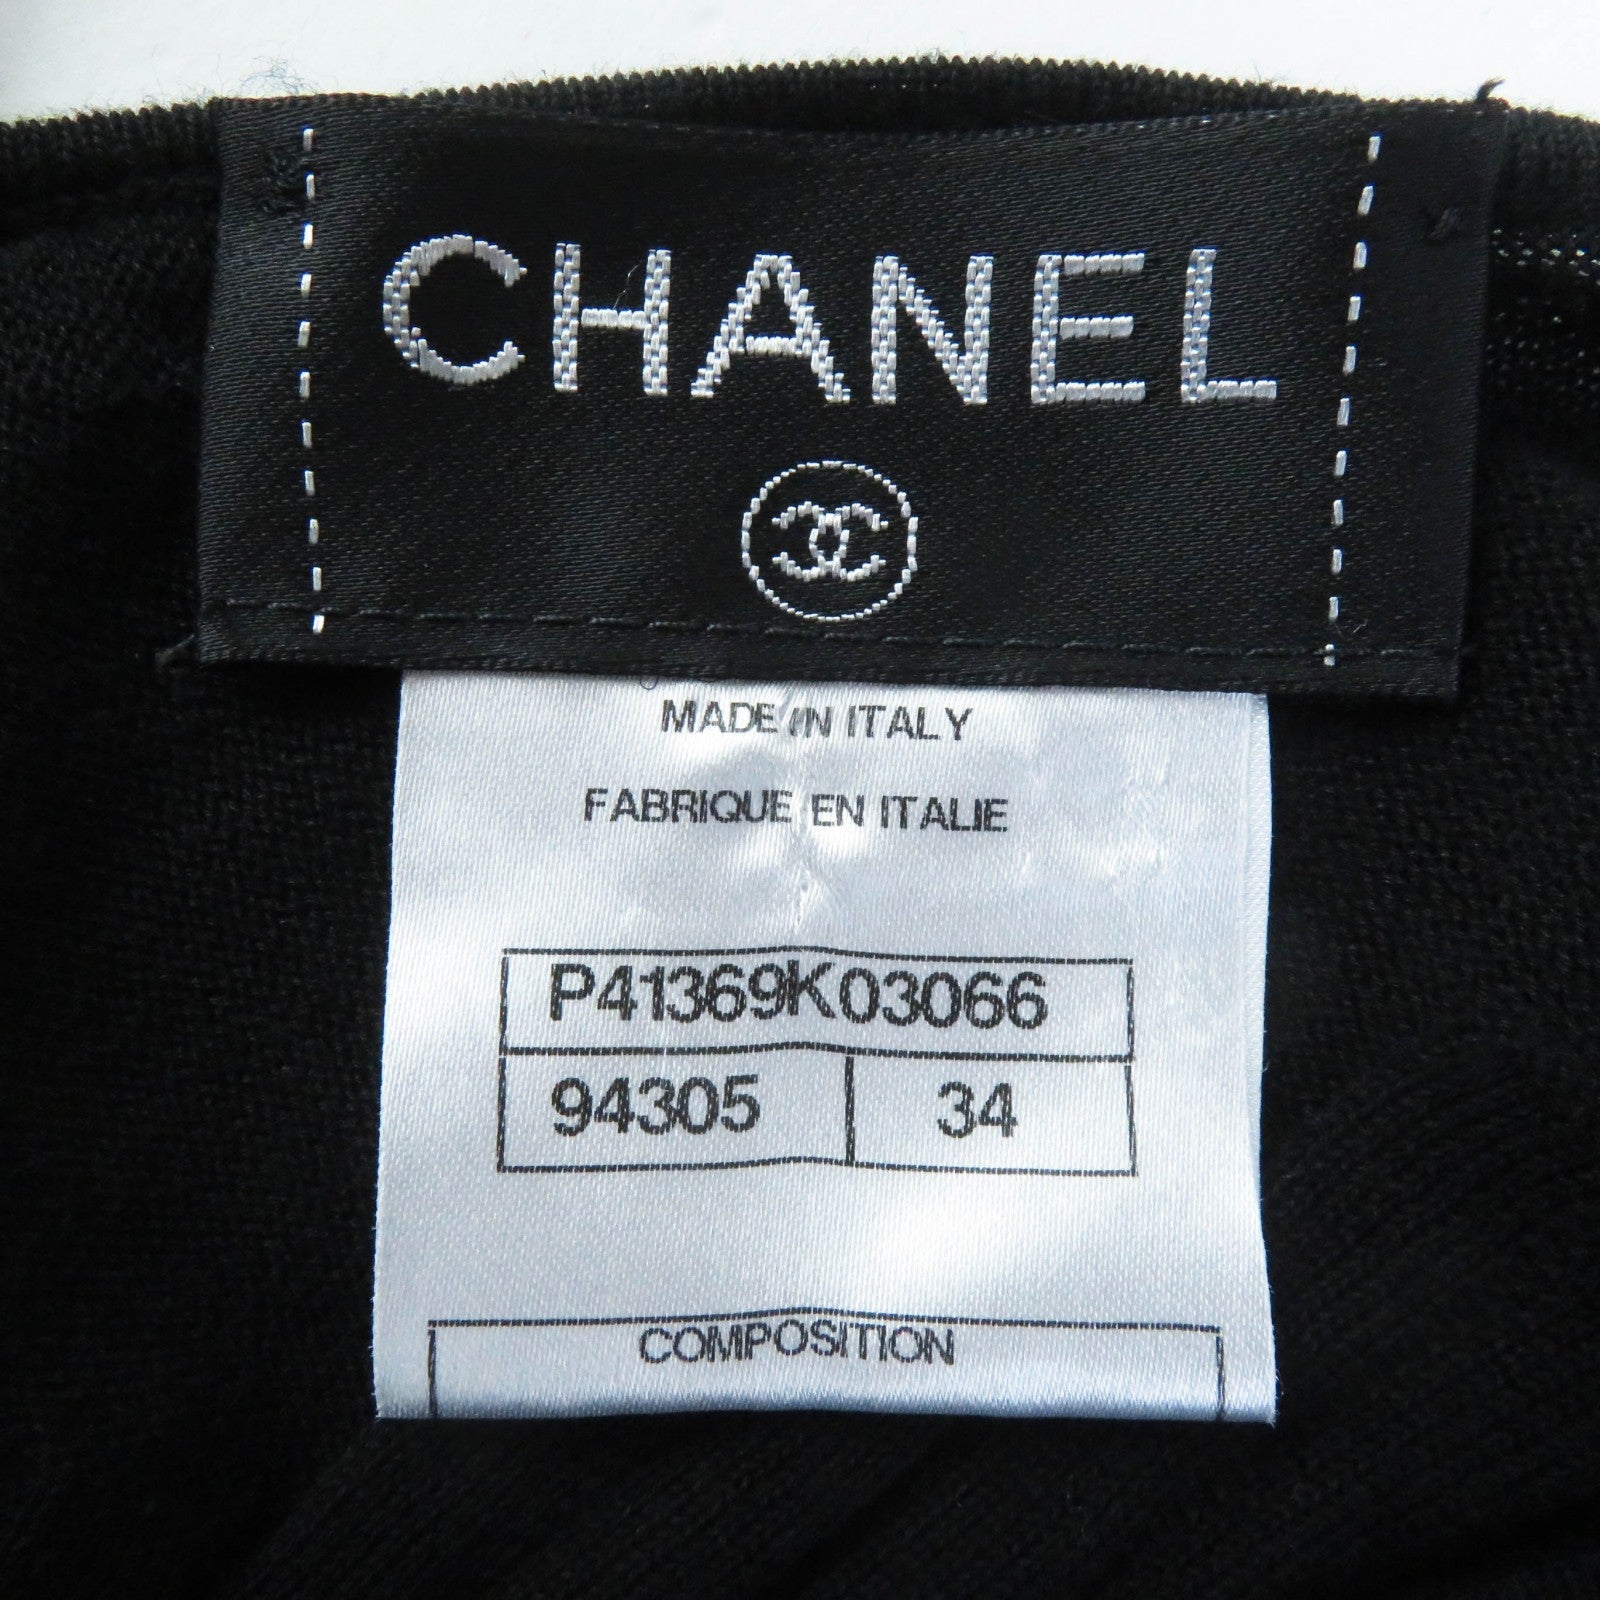 CHANEL
MADE IN ITALY
FABRIQUE EN ITALIE
P41369K03066
94305 34
COMPOSITION